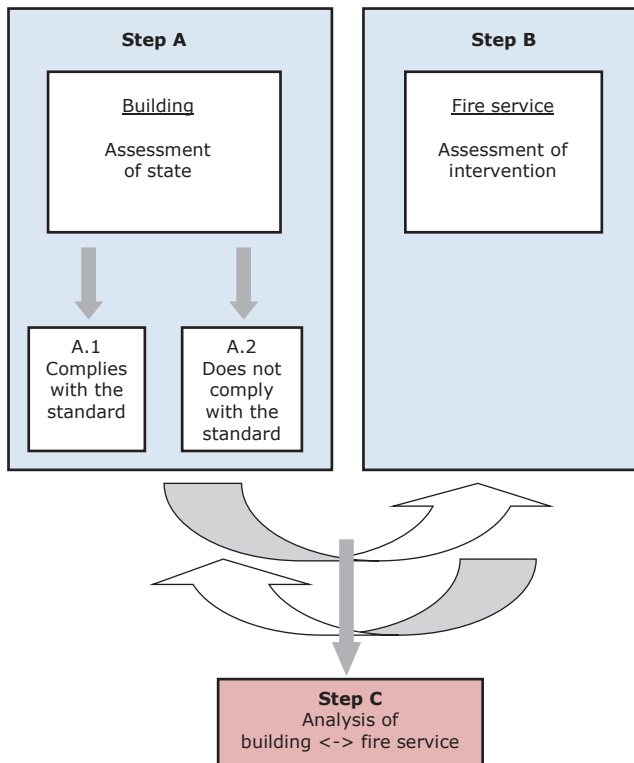 Step A
Building
Assessment
of state
A.1
Complies
with the
standard
A.2
Does not
comply
with the
standard
Step B
Fire service
Assessment of
intervention
Step C
Analysis of
building <-> fire service